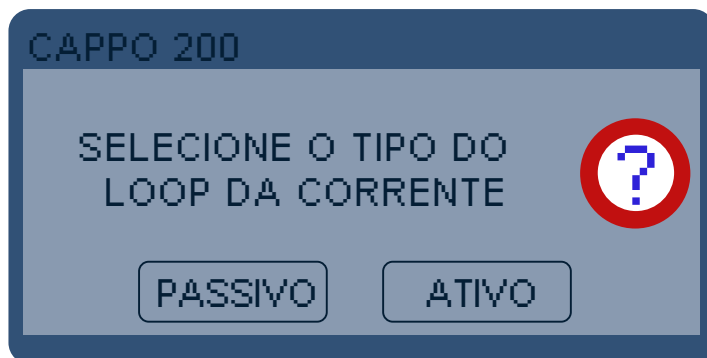 CAPPO 200
SELECIONE O TIPO DO
LOOP DA CORRENTE
?
PASSIVO
ATIVO